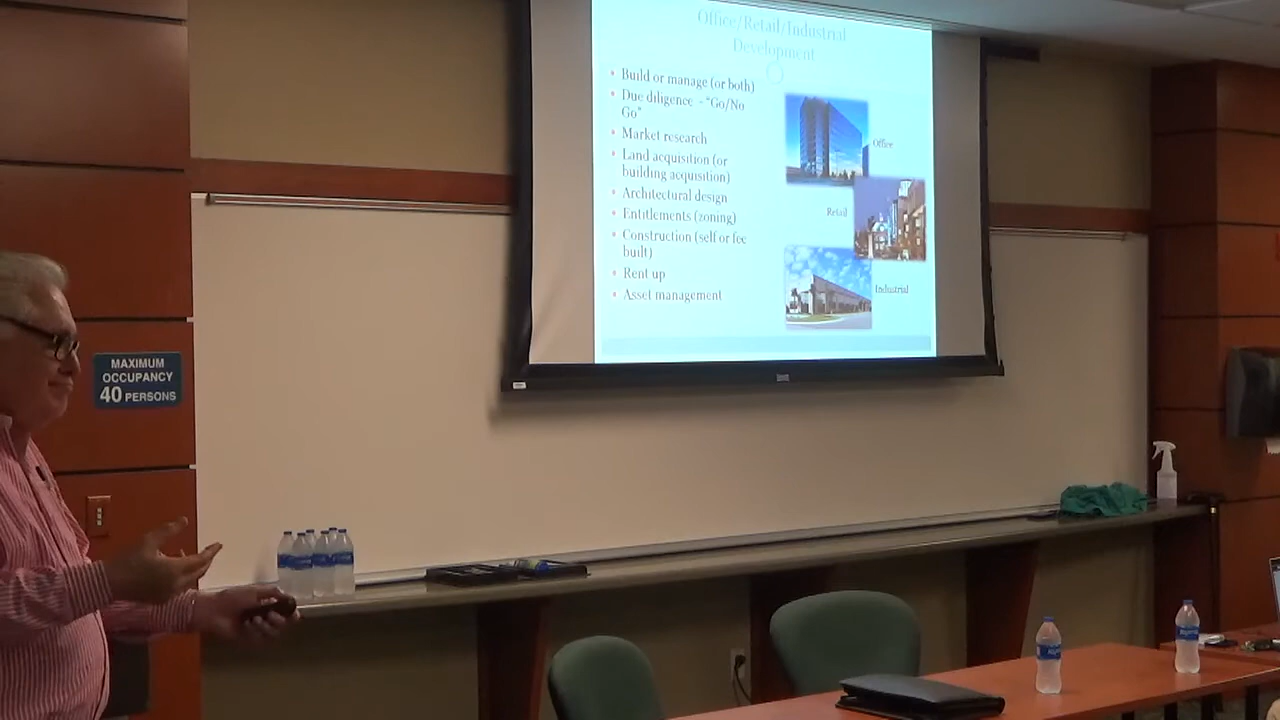 Office/Retail/Industrial
Development
• Build or manage (or both)
• Due diligence - "Go/No
Go"
• Market research
• Land acquisition (or
building acquisition)
• Architectural design
• Entitlements (zoning)
• Construction (self or fee
built)
• Rent up
• Asset management
Office
Retail
Industrial
MAXIMUM
OCCUPANCY
40 PERSONS